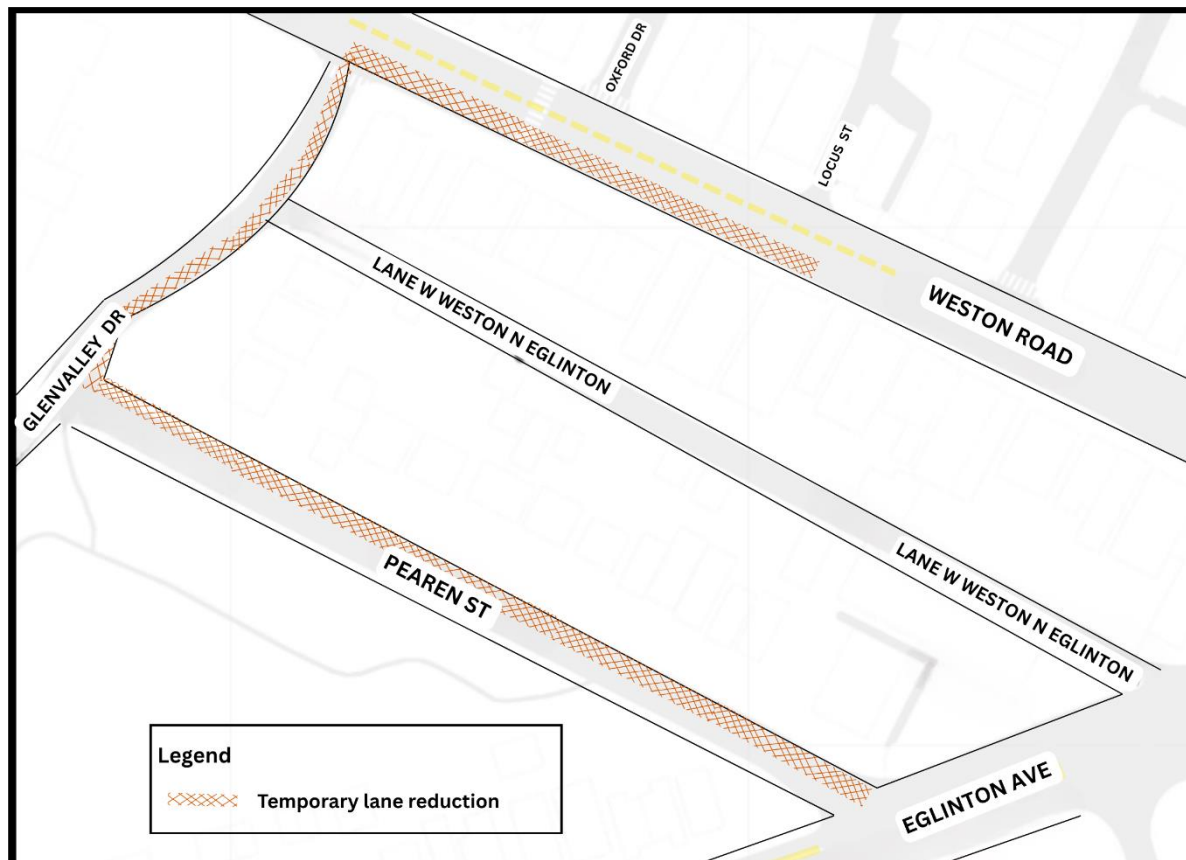 OXFORD DR
LOCUS ST
WESTON ROAD
LANE W WESTON N EGLINTON
GLENVALLEY DR
PEAREN ST
LANE W WESTON N EGLINTON
EGLINTON AVE
Legend
Temporary lane reduction